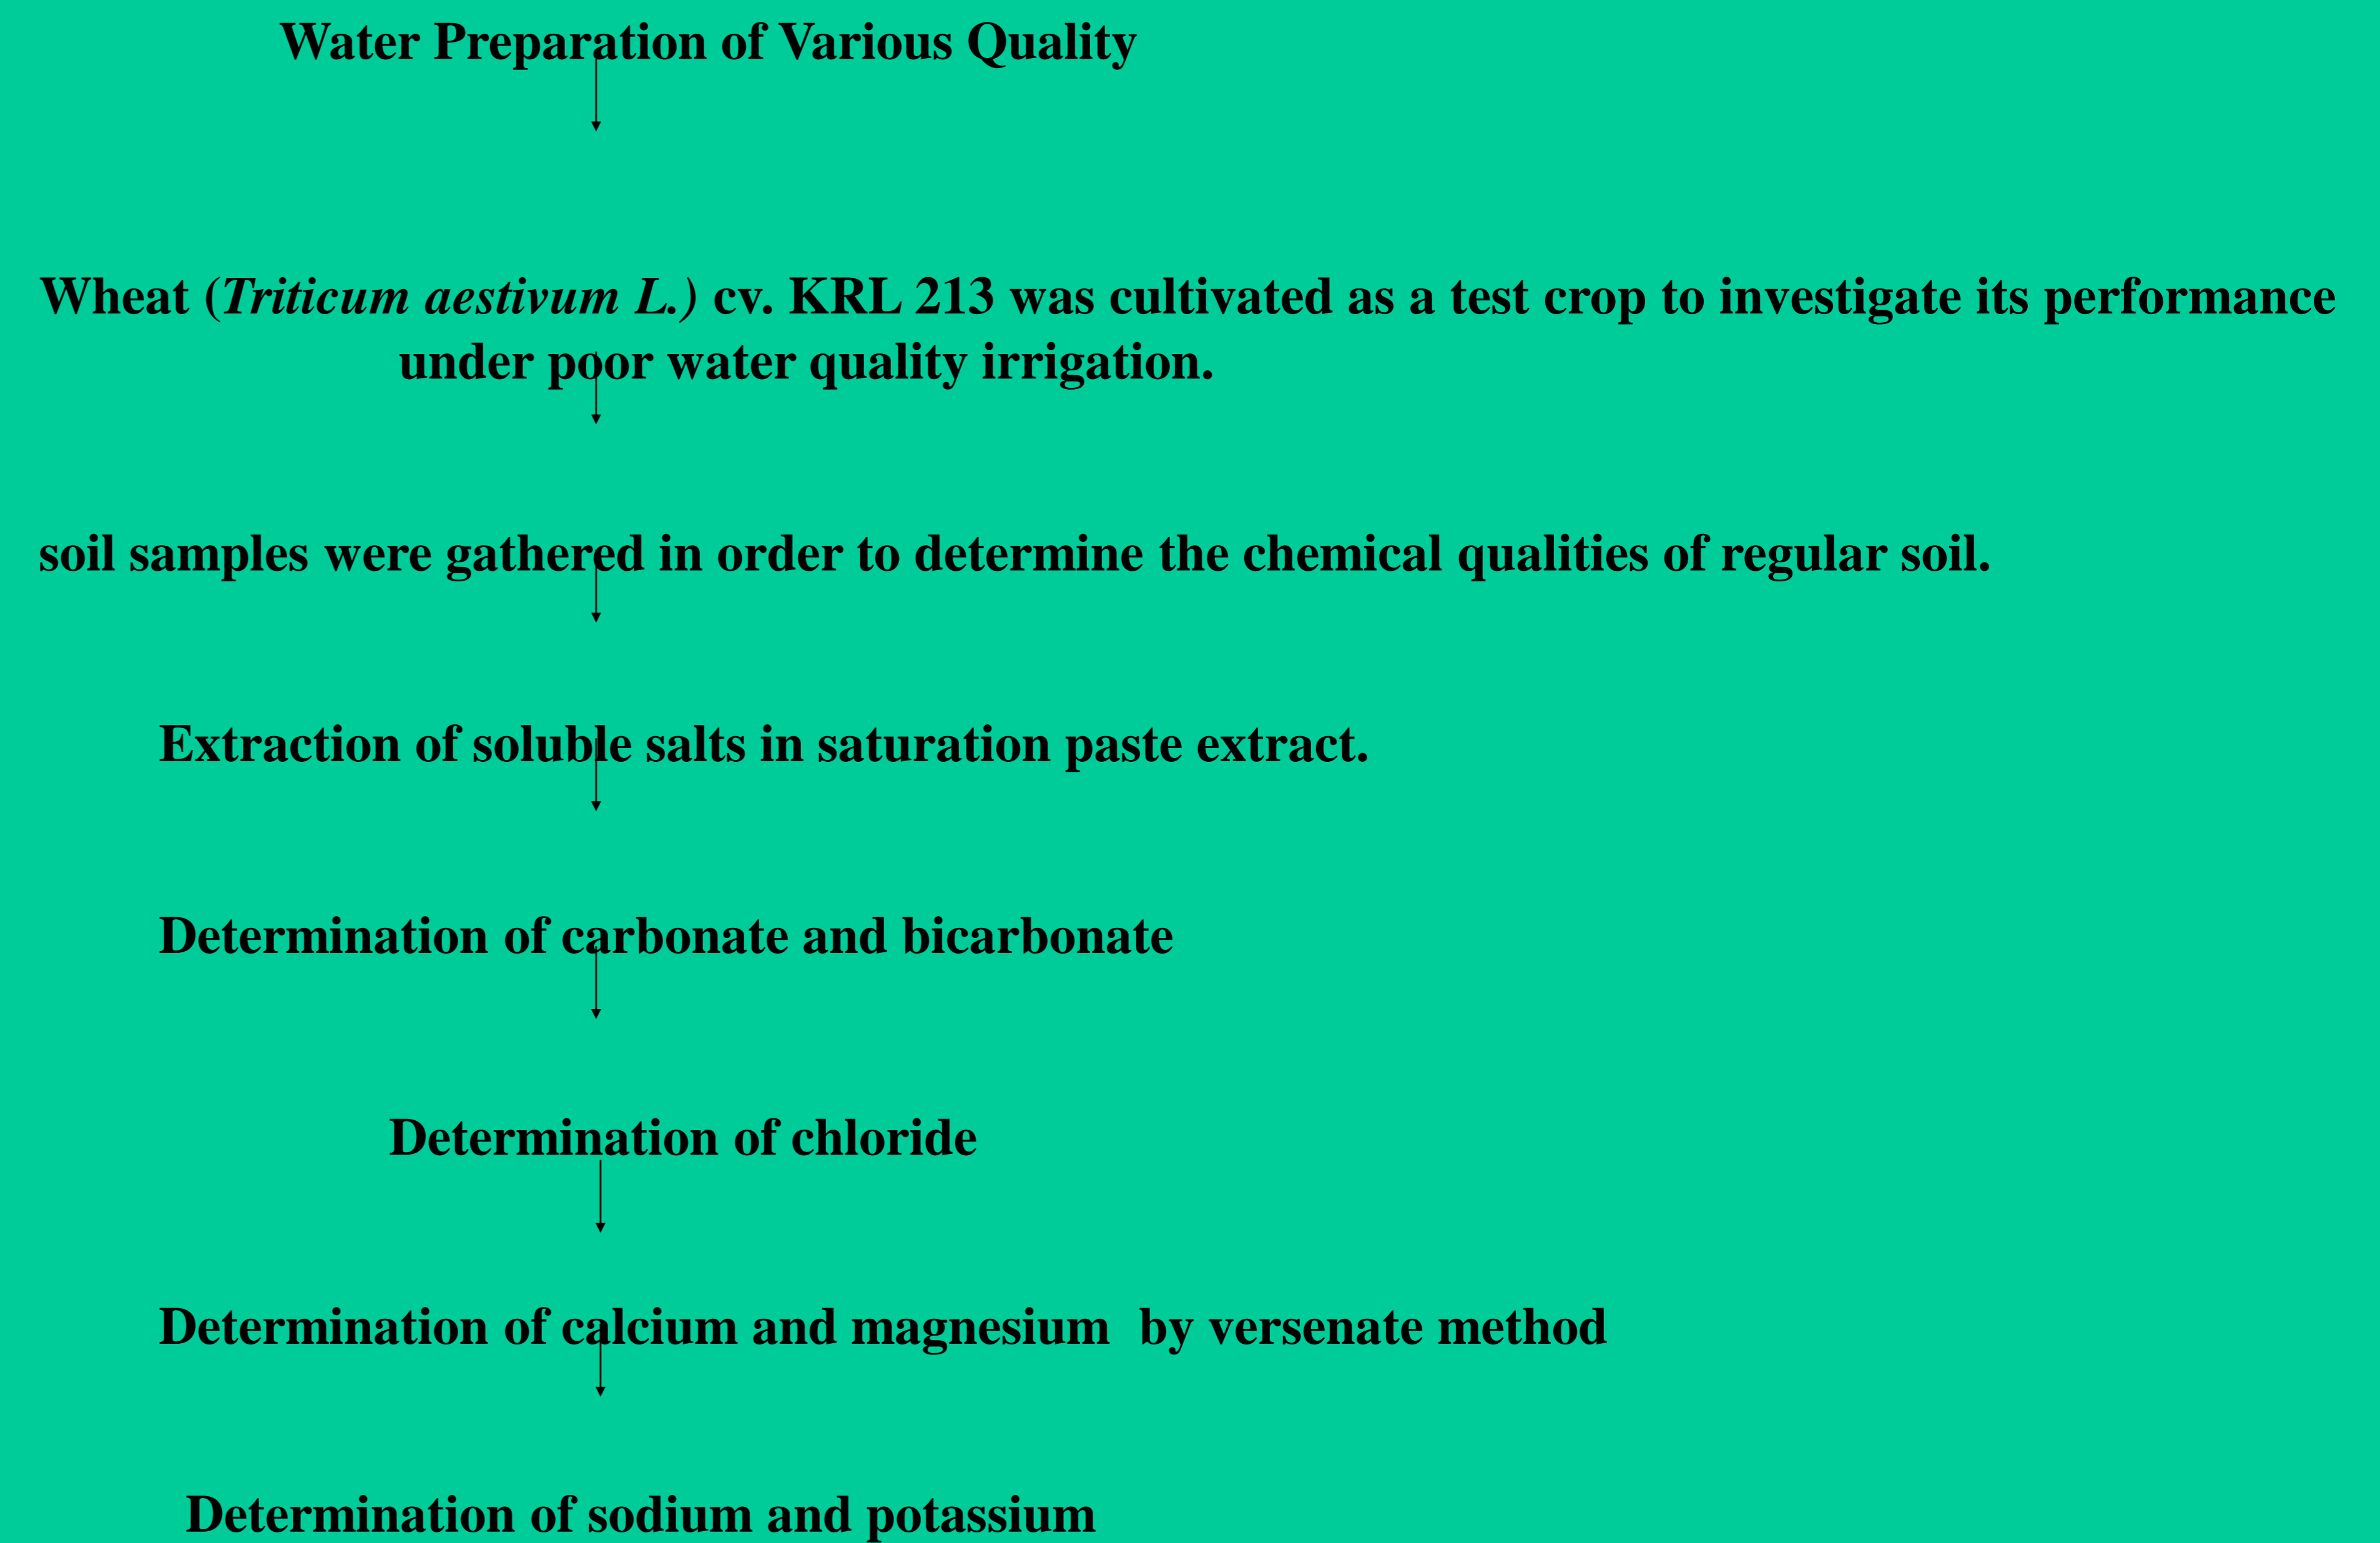 Water Preparation of Various Quality
Wheat (Triticum aestivum L.) cv. KRL 213 was cultivated as a test crop to investigate its performance
under poor water quality irrigation.
soil samples were gathered in order to determine the chemical qualities of regular soil.
Extraction of soluble salts in saturation paste extract.
Determination of carbonate and bicarbonate
Determination of chloride
Determination of calcium and magnesium  by versenate method
Determination of sodium and potassium